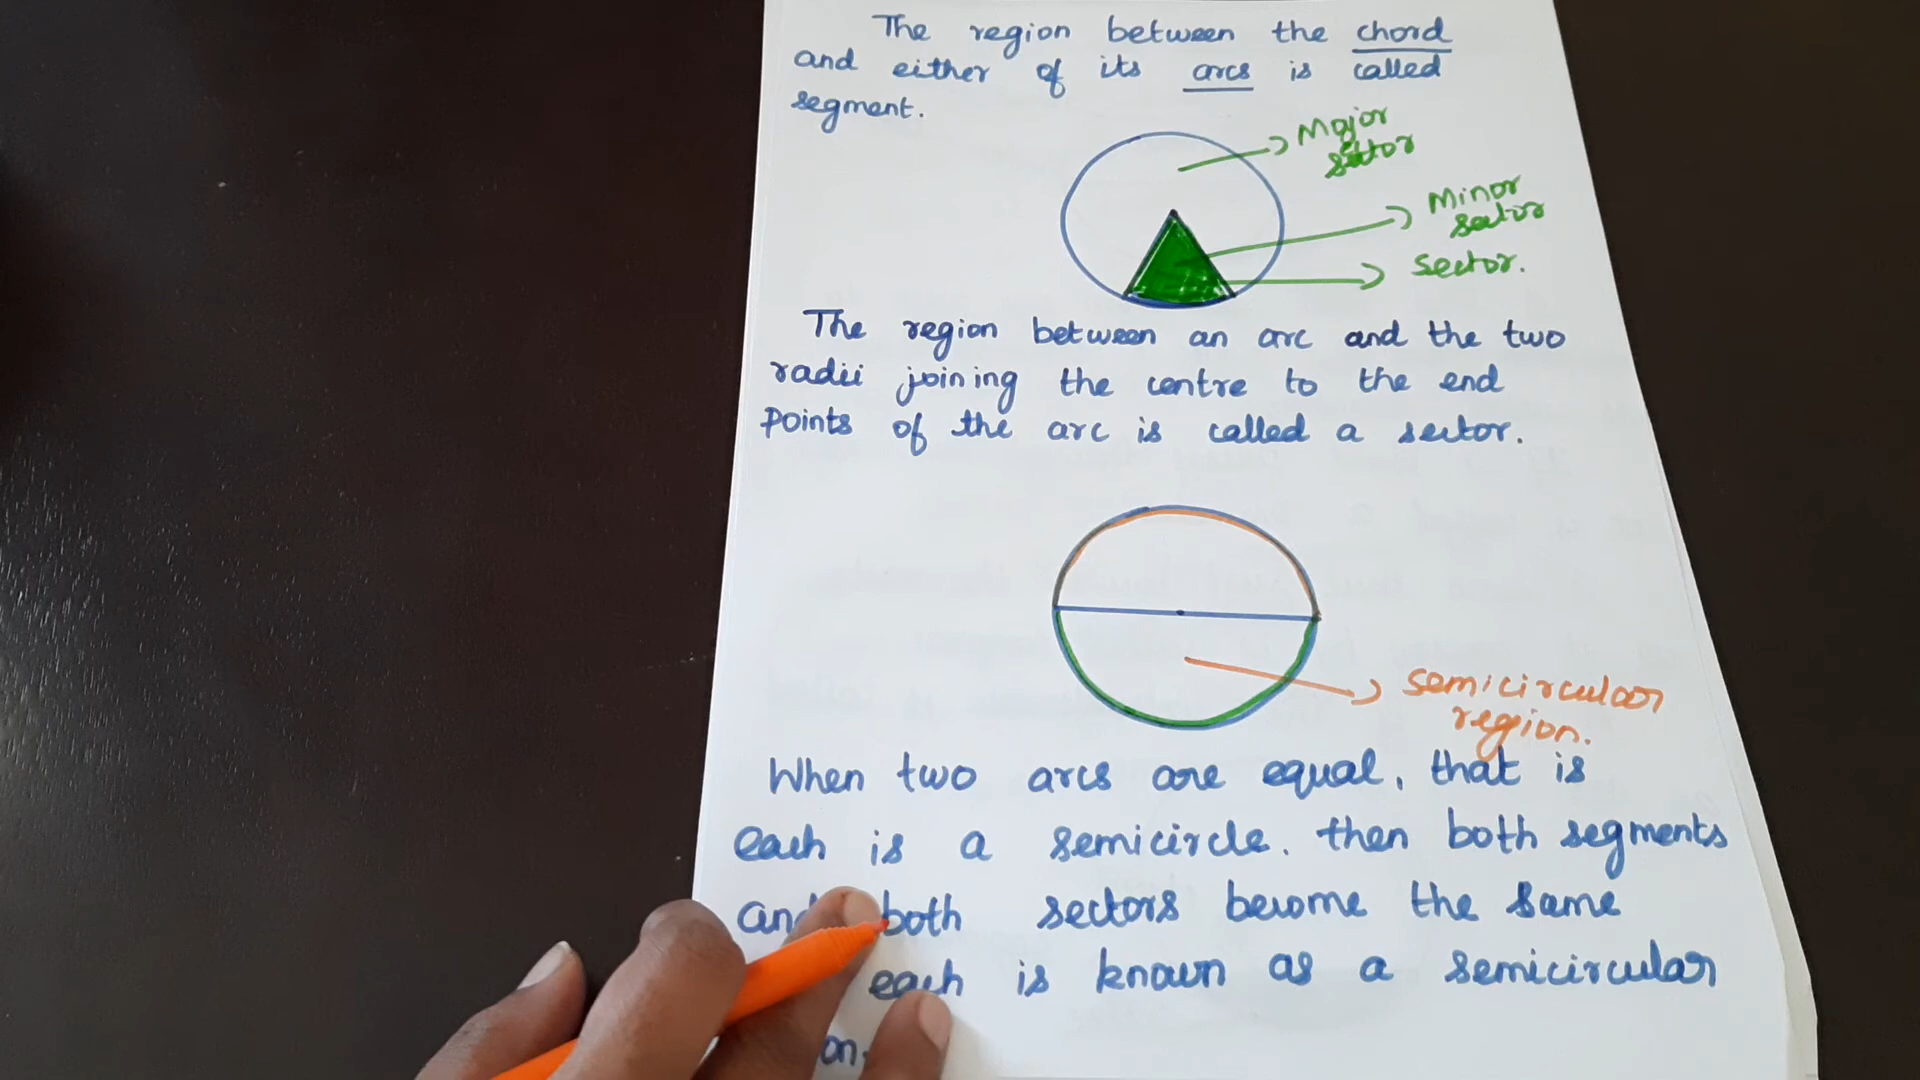 The region between the chord
and either of its arcs is called
segment.
Major
sector
Minor
sector
sector.
The region between an arc and the two
radii joining the centre to the end
points of the arc is called a sector.
semicircular
region.
When two arcs are equal, that is
each is a semicircle. then both segments
and both sectors become the same
each is known as a semicircular
on.